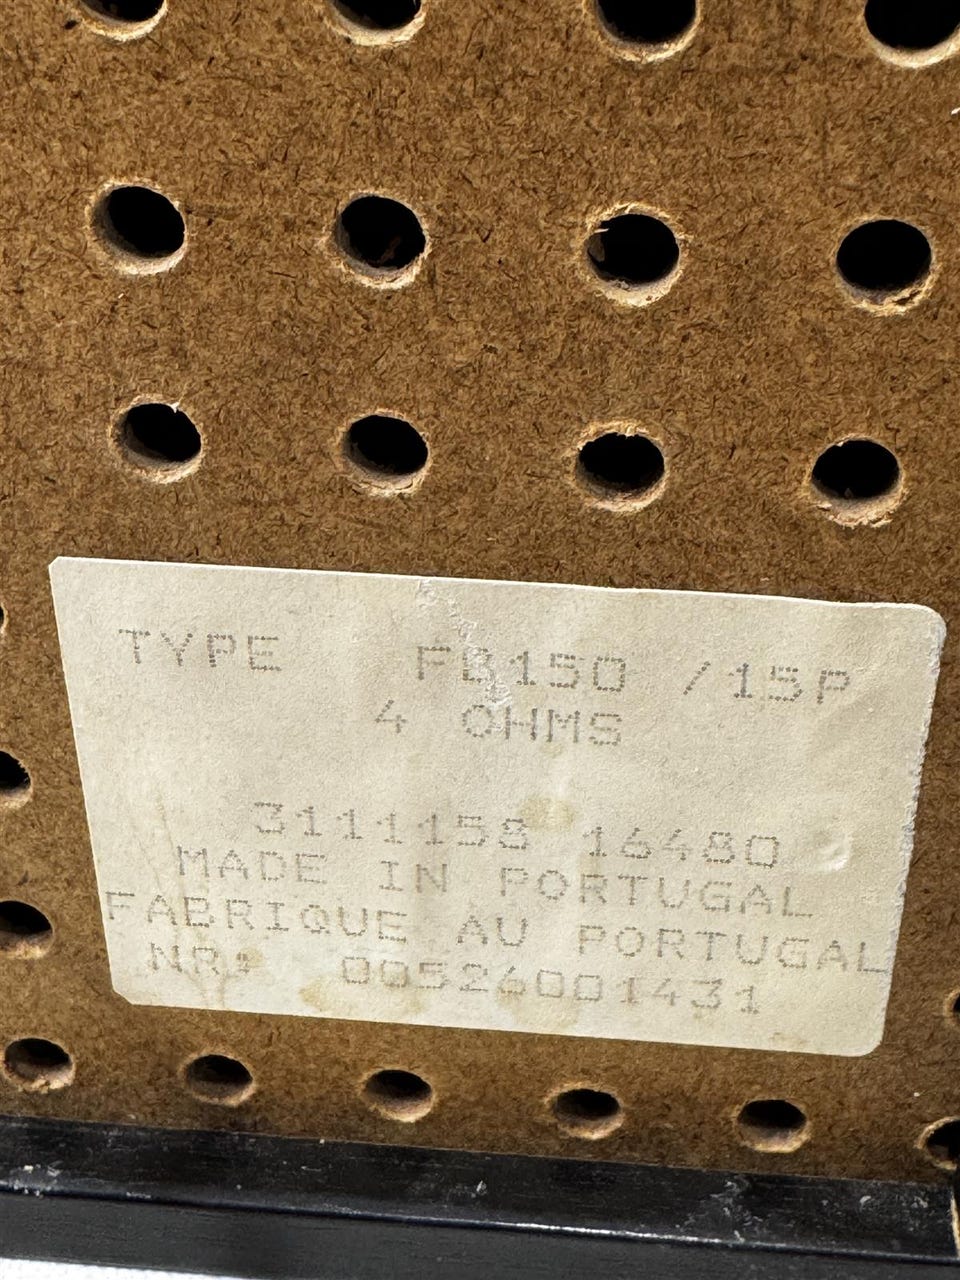 TYPE FB150 /15P
4 OHMS
3111158 16480
MADE IN PORTUGAL
FABRIQUE AU PORTUGAL
NR: 00526001431